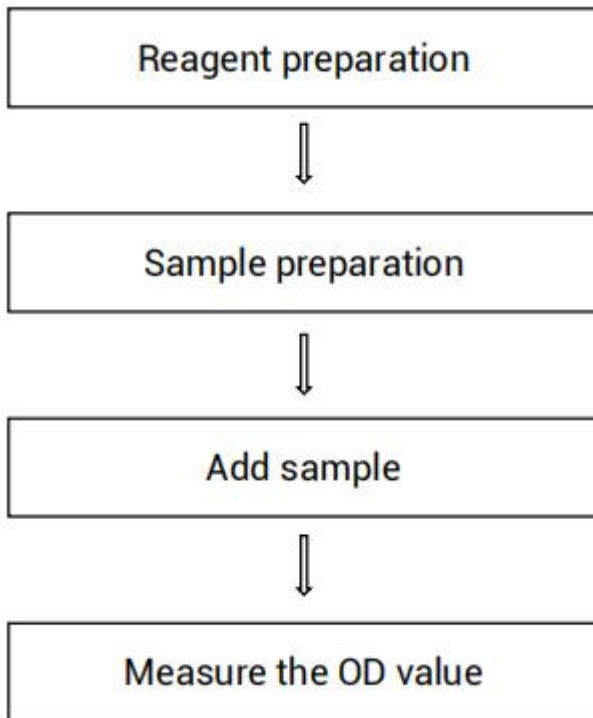 Reagent preparation
Sample preparation
Add sample
Measure the OD value